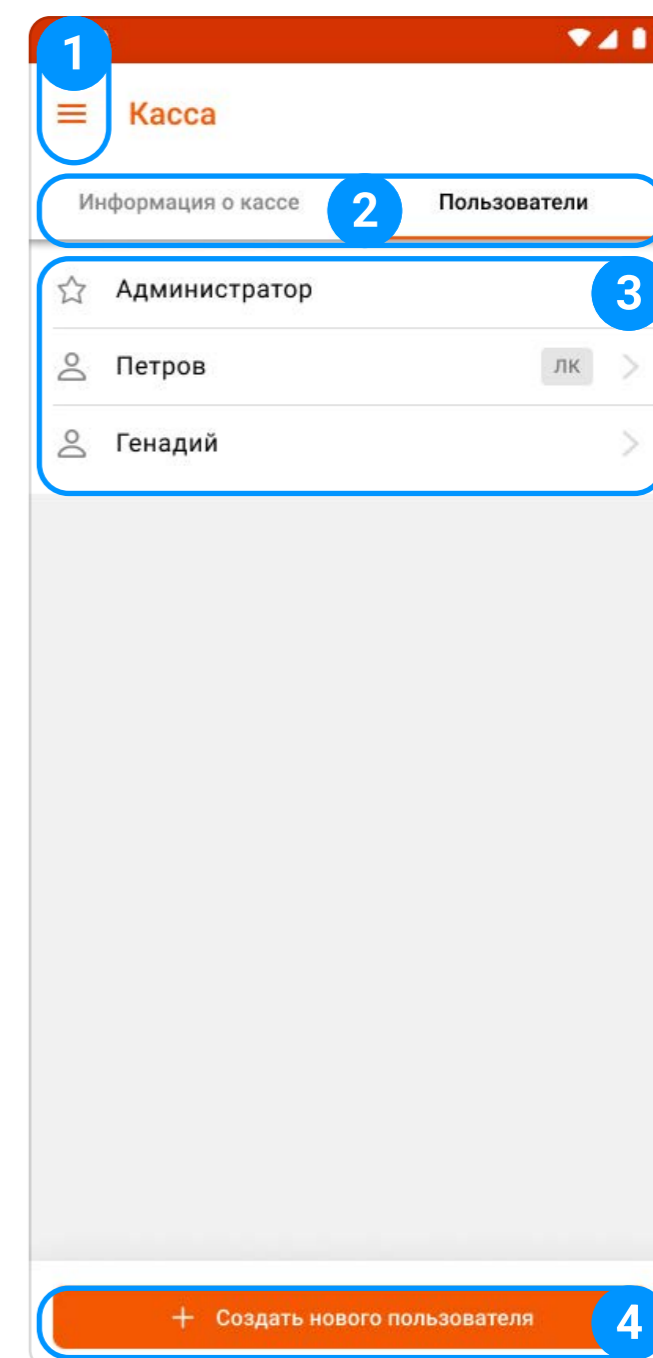 1
Касса
Информация о кассе
2
Пользователи
Администратор
3
Петров
ЛК
Генадий
+ Создать нового пользователя
4